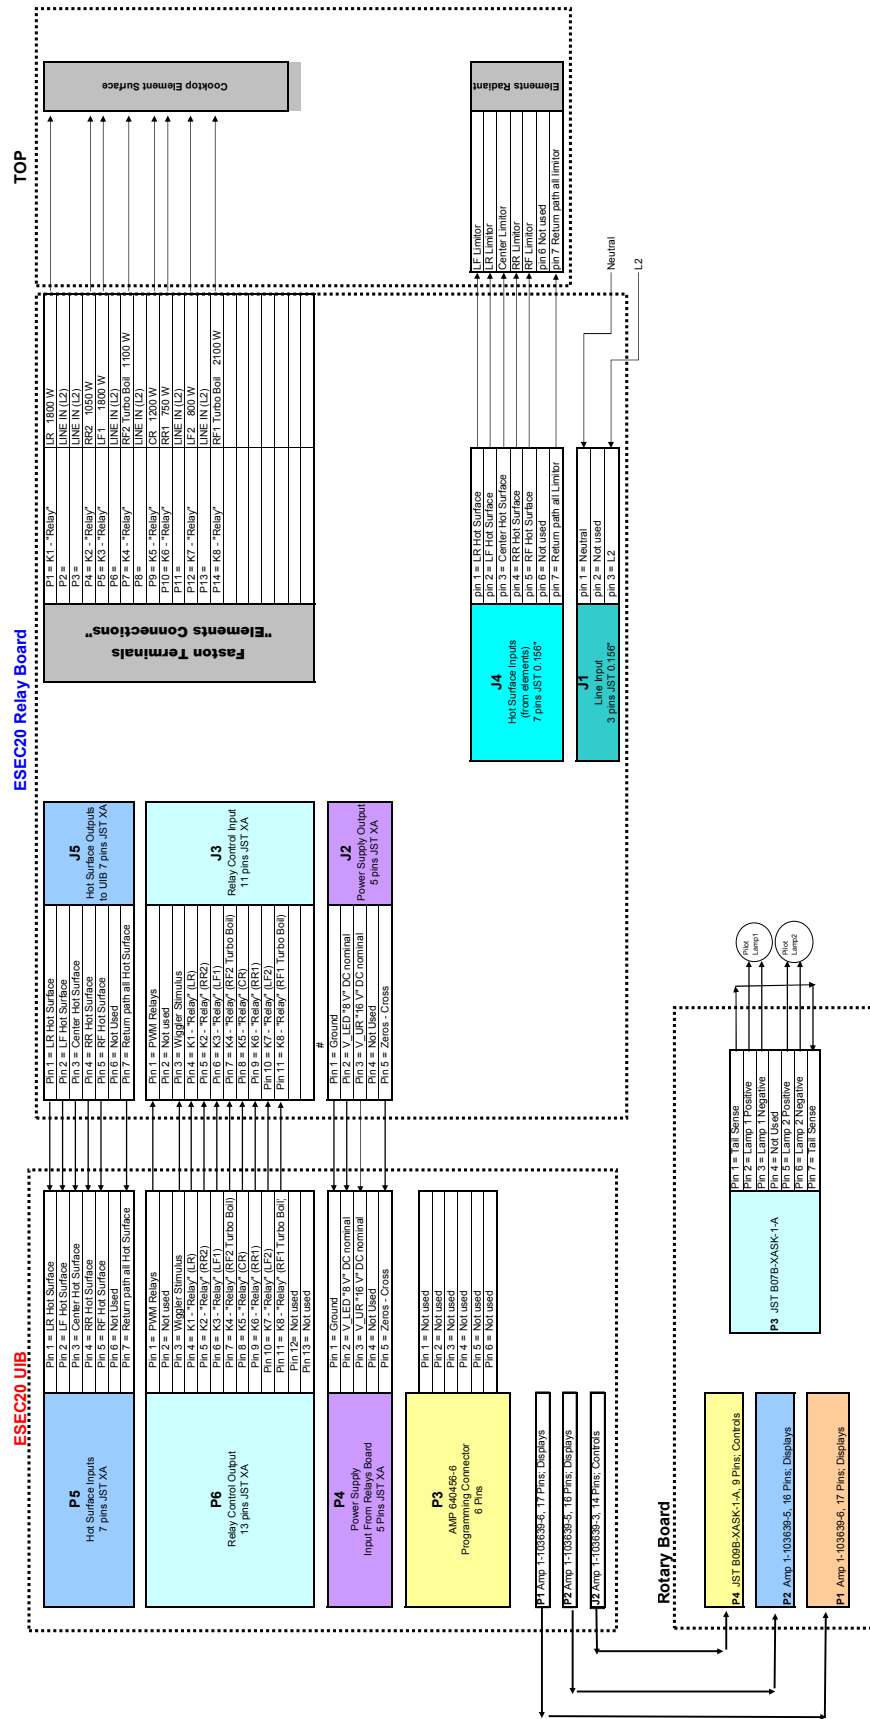 ESEC20 UIB
P5
Hot Surface Inputs
7 pins JST XA
Pin 1 = LR Hot Surface
Pin 2 = LF Hot Surface
Pin 3 = Center Hot Surface
Pin 4 = RR Hot Surface
Pin 5 = RF Hot Surface
Pin 6 = Not Used
Pin 7 = Return path all Hot Surface
P6
Relay Control Output
13 pins JST XA
Pin 1 = PWM Relays
Pin 2 = Not used
Pin 3 = Wiggler Stimulus
Pin 4 = K1 - "Relay" (LR)
Pin 5 = K2 - "Relay" (RR2)
Pin 6 = K3 - "Relay" (LF1)
Pin 7 = K4 - "Relay" (RF2 Turbo Boil)
Pin 8 = K5 - "Relay" (CR)
Pin 9 = K6 - "Relay" (RR1)
Pin 10 = K7 - "Relay" (LF2)
Pin 11 = K8 - "Relay" (RF1 Turbo Boil)
Pin 12= Not used
Pin 13 = Not used
P4
Power Supply
Input From Relays Board
5 Pins JST XA
Pin 1 = Ground
Pin 2 = V_LED "8 V" DC nominal
Pin 3 = V_UR "16 V" DC nominal
Pin 4 = Not Used
Pin 5 = Zeros - Cross
P3
AMP 640456-6
Programming Connector
6 Pins
Pin 1 = Not used
Pin 2 = Not used
Pin 3 = Not used
Pin 4 = Not used
Pin 5 = Not used
Pin 6 = Not used
P1 Amp 1-103639-6, 17 Pins; Displays
P2 Amp 1-103639-5, 16 Pins; Displays
J2 Amp 1-103639-3, 14 Pins; Controls
ESEC20 Relay Board
J5
Hot Surface Outputs
to UIB 7 pins JST XA
Pin 1 = LR Hot Surface
Pin 2 = LF Hot Surface
Pin 3 = Center Hot Surface
Pin 4 = RR Hot Surface
Pin 5 = RF Hot Surface
Pin 6 = Not Used
Pin 7 = Return path all Hot Surface
J3
Relay Control Input
11 pins JST XA
Pin 1 = PWM Relays
Pin 2 = Not used
Pin 3 = Wiggler Stimulus
Pin 4 = K1 - "Relay" (LR)
Pin 5 = K2 - "Relay" (RR2)
Pin 6 = K3 - "Relay" (LF1)
Pin 7 = K4 - "Relay" (RF2 Turbo Boil)
Pin 8 = K5 - "Relay" (CR)
Pin 9 = K6 - "Relay" (RR1)
Pin 10 = K7 - "Relay" (LF2)
Pin 11 = K8 - "Relay" (RF1 Turbo Boil)
#
J2
Power Supply Output
5 pins JST XA
Pin 1 = Ground
Pin 2 = V_LED "8 V" DC nominal
Pin 3 = V_UR "16 V" DC nominal
Pin 4 = Not Used
Pin 5 = Zeros - Cross
Faston Terminals
"Elements Connections"
P1 = K1 - "Relay" LR 1800 W
P2 = LINE IN (L2)
P3 = LINE IN (L2)
P4 = K2 - "Relay" RR2 1050 W
P5 = K3 - "Relay" LF1 1800 W
P6 = LINE IN (L2)
P7 = K4 - "Relay" RF2 Turbo Boil 1100 W
P8 = LINE IN (L2)
P9 = K5 - "Relay" CR 1200 W
P10 = K6 - "Relay" RR1 750 W
P11 = LINE IN (L2)
P12 = K7 - "Relay" LF2 800 W
P13 = LINE IN (L2)
P14 = K8 - "Relay" RF1 Turbo Boil 2100 W
J4
Hot Surface Inputs
(from elements)
7 pins JST 0.156"
pin 1 = LR Hot Surface
pin 2 = LF Hot Surface
pin 3 = Center Hot Surface
pin 4 = RR Hot Surface
pin 5 = RF Hot Surface
pin 6 = Not used
pin 7 = Return path all Limitor
J1
Line Input
3 pins JST 0.156"
pin 1 = Neutral
pin 2 = Not used
pin 3 = L2
Neutral
L2
TOP
Cooktop Element Surface
Elements Radiant
LF Limitor
LR Limitor
Center Limitor
RR Limitor
RF Limitor
pin 6 Not used
pin 7 Return path all limitor
Rotary Board
P4 JST B09B-XASK-1-A, 9 Pins; Controls
P2 Amp 1-103639-5, 16 Pins; Displays
P1 Amp 1-103639-6, 17 Pins; Displays
P3 JST B07B-XASK-1-A
Pin 1 = Tail Sense
Pin 2 = Lamp 1 Positive
Pin 3 = Lamp 1 Negative
Pin 4 = Not Used
Pin 5 = Lamp 2 Positive
Pin 6 = Lamp 2 Negative
Pin 7 = Tail Sense
Pilot
Lamp1
Pilot
Lamp2